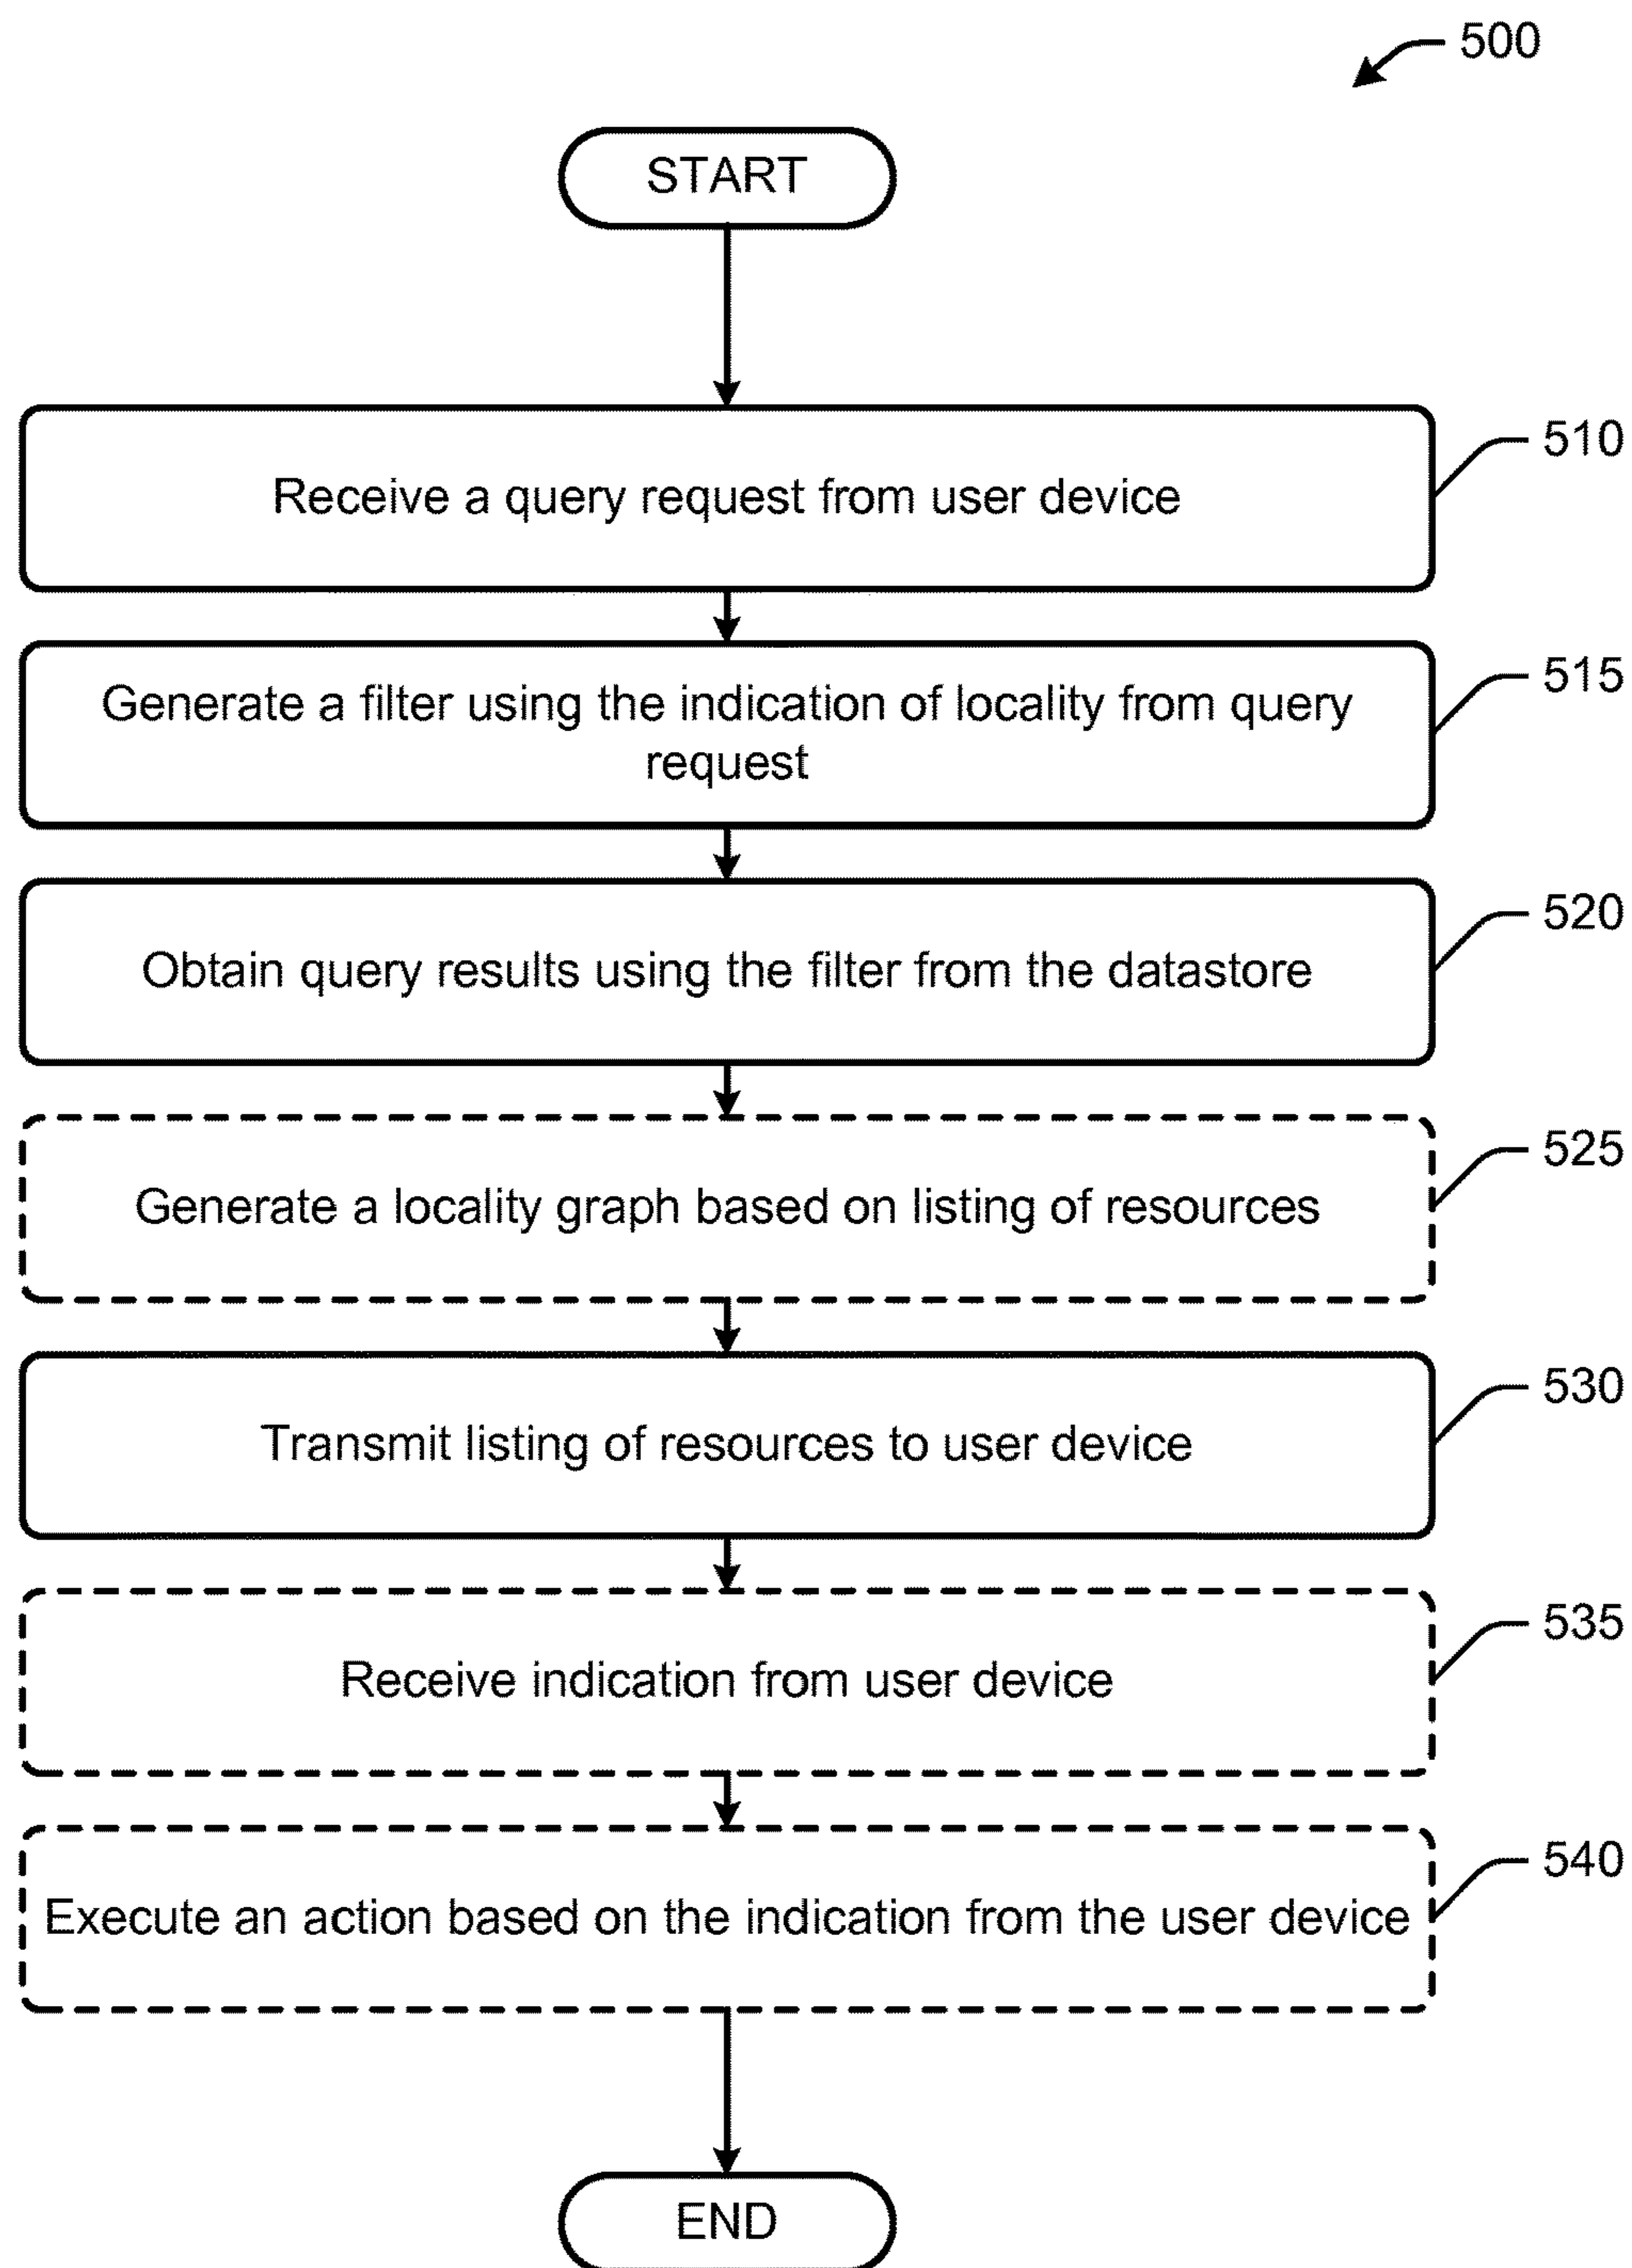 500
START
510
Receive a query request from user device
515
Generate a filter using the indication of locality from query
request
520
Obtain query results using the filter from the datastore
525
Generate a locality graph based on listing of resources
530
Transmit listing of resources to user device
535
Receive indication from user device
540
Execute an action based on the indication from the user device
END